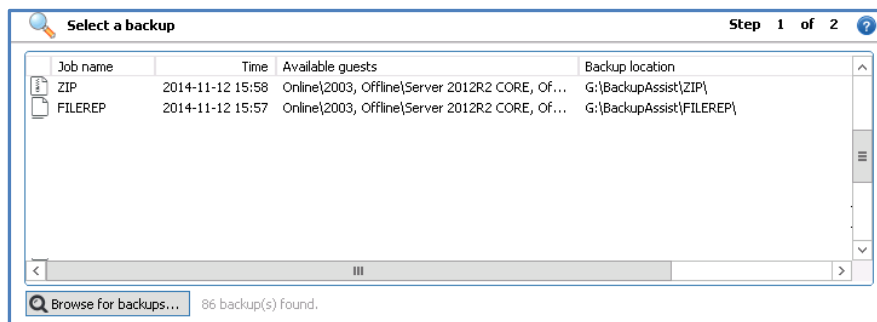 Select a backup Step 1 of 2 ?
Job name Time Available guests Backup location
ZIP 2014-11-12 15:58 Online\2003, Offline\Server 2012R2 CORE, Of... G:\BackupAssist\ZIP\
FILEREP 2014-11-12 15:57 Online\2003, Offline\Server 2012R2 CORE, Of... G:\BackupAssist\FILEREP\
Browse for backups... 86 backup(s) found.